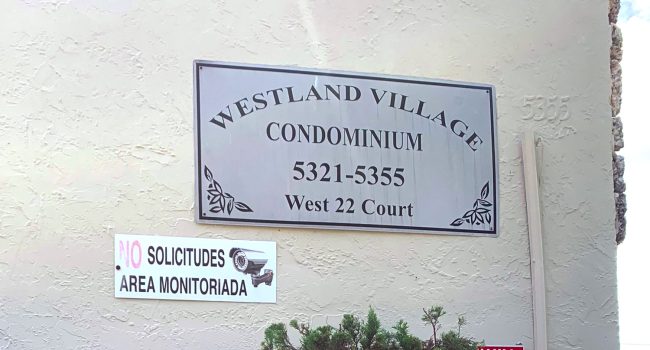 WESTLAND VILLAGE
CONDOMINIUM
5321-5355
West 22 Court
5355
NO SOLICITUDES
AREA MONITORIADA